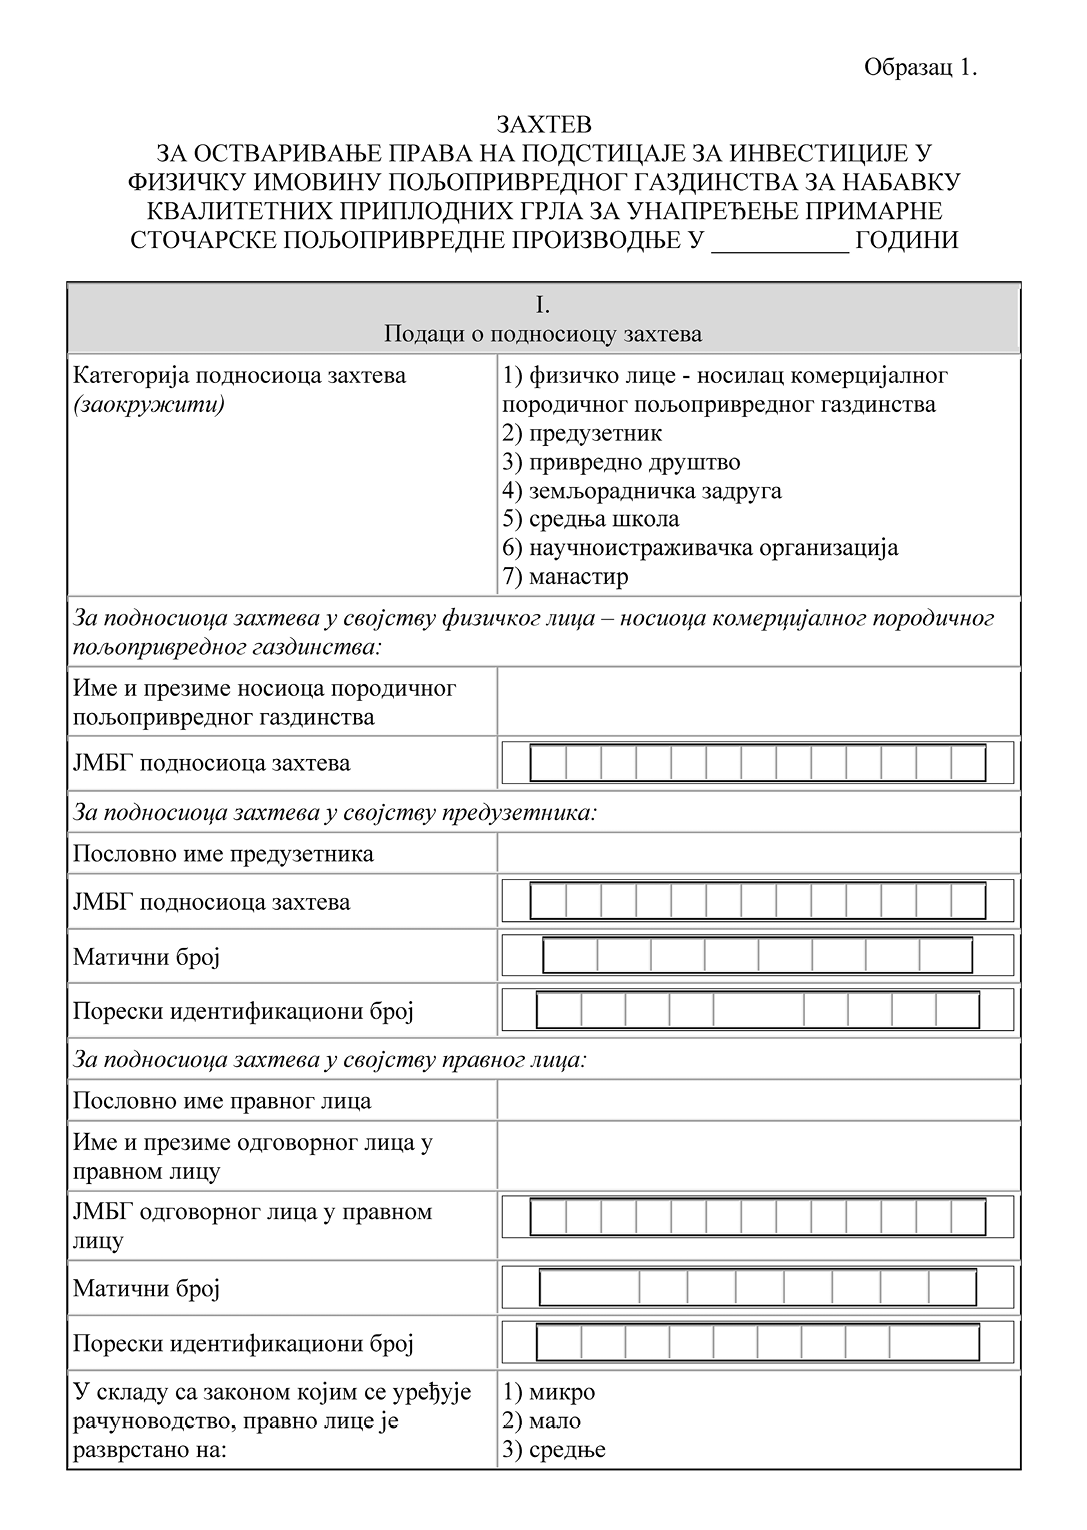 Образац 1.
ЗАХТЕВ
ЗА ОСТВАРИВАЊЕ ПРАВА НА ПОДСТИЦАЈЕ ЗА ИНВЕСТИЦИЈЕ У
ФИЗИЧКУ ИМОВИНУ ПОЉОПРИВРЕДНОГ ГАЗДИНСТВА ЗА НАБАВКУ
КВАЛИТЕТНИХ ПРИПЛОДНИХ ГРЛА ЗА УНАПРЕЂЕЊЕ ПРИМАРНЕ
СТОЧАРСКЕ ПОЉОПРИВРЕДНЕ ПРОИЗВОДЊЕ У ___________ ГОДИНИ
I.
Подаци о подносиоцу захтева
Категорија подносиоца захтева
(заокружити)
1) физичко лице - носилац комерцијалног
породичног пољопривредног газдинства
2) предузетник
3) привредно друштво
4) земљорадничка задруга
5) средња школа
6) научноистраживачка организација
7) манастир
За подносиоца захтева у својству физичког лица – носиоца комерцијалног породичног
пољопривредног газдинства:
Име и презиме носиоца породичног
пољопривредног газдинства
ЈМБГ подносиоца захтева
За подносиоца захтева у својству предузетника:
Пословно име предузетника
ЈМБГ подносиоца захтева
Матични број
Порески идентификациони број
За подносиоца захтева у својству правног лица:
Пословно име правног лица
Име и презиме одговорног лица у
правном лицу
ЈМБГ одговорног лица у правном
лицу
Матични број
Порески идентификациони број
У складу са законом којим се уређује
рачуноводство, правно лице је
разврстано на:
1) микро
2) мало
3) средње